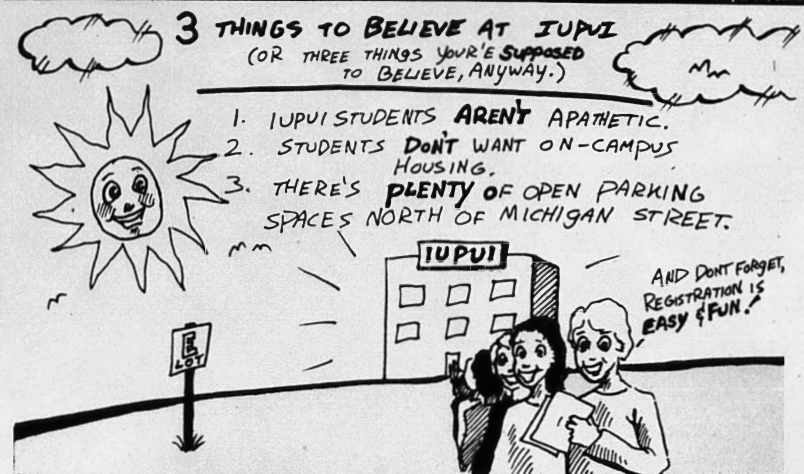 3 THINGS TO BELIEVE AT IUPUI
(OR THREE THINGS YOUR'E SUPPOSED
TO BELIEVE, ANYWAY.)
1. IUPUI STUDENTS AREN'T APATHETIC.
2. STUDENTS DON'T WANT ON-CAMPUS
HOUSING.
3. THERE'S PLENTY OF OPEN PARKING
SPACES NORTH OF MICHIGAN STREET.
IUPUI
AND DONT FORGET,
REGISTRATION IS
EASY & FUN!
E
LOT